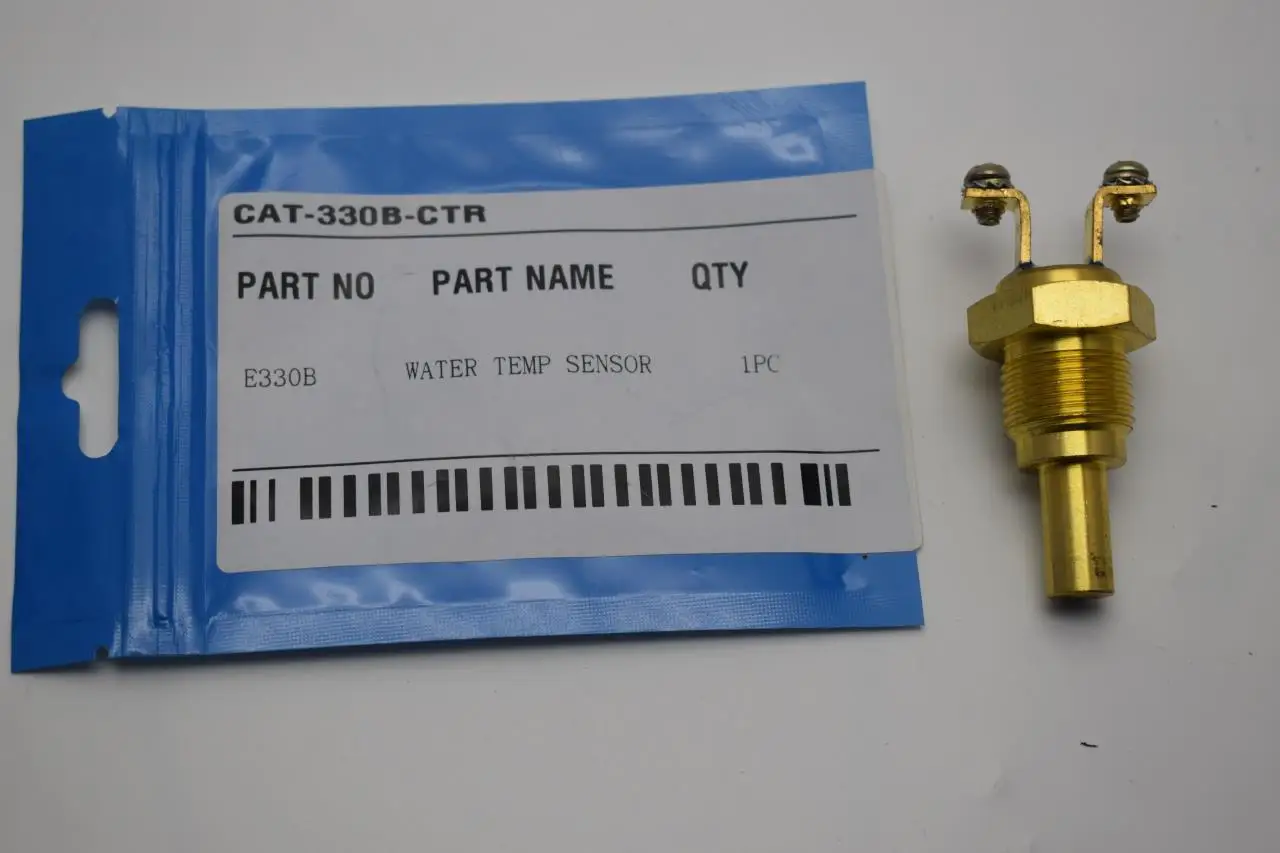 CAT-330B-CTR
PART NO PART NAME QTY
E330B WATER TEMP SENSOR 1PC